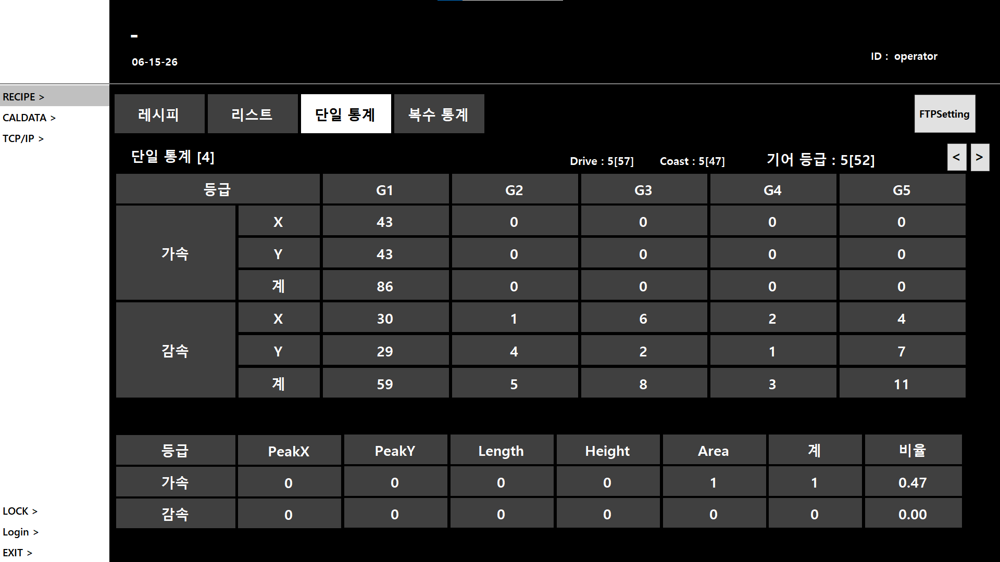 -
06-15-26
ID : operator
RECIPE >
CALDATA >
TCP/IP >
레시피 리스트 단일 통계 복수 통계
FTPSetting
단일 통계 [4]
Drive : 5[57] Coast : 5[47] 기어 등급 : 5[52] < >
등급 G1 G2 G3 G4 G5
가속
X 43 0 0 0 0
Y 43 0 0 0 0
계 86 0 0 0 0
감속
X 30 1 6 2 4
Y 29 4 2 1 7
계 59 5 8 3 11
등급 PeakX PeakY Length Height Area 계 비율
가속 0 0 0 0 1 1 0.47
감속 0 0 0 0 0 0 0.00
LOCK >
Login >
EXIT >